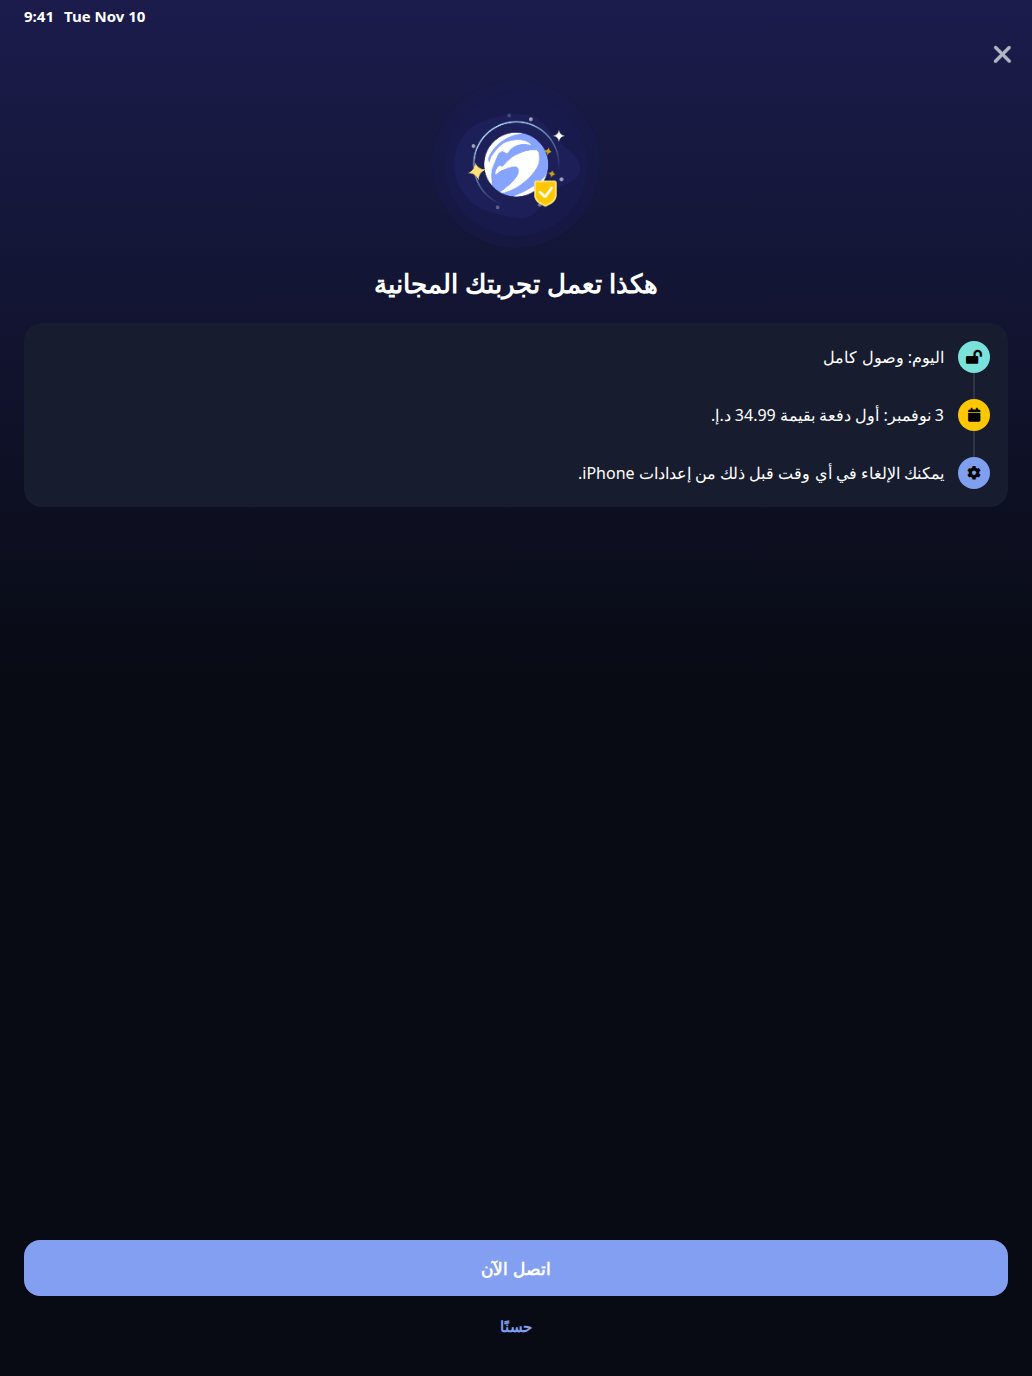 9:41 Tue Nov 10
هكذا تعمل تجربتك المجانية
اليوم: وصول كامل
3 نوفمبر: أول دفعة بقيمة 34.99 د.إ.
يمكنك الإلغاء في أي وقت قبل ذلك من إعدادات iPhone.
اتصل الآن
حسنًا